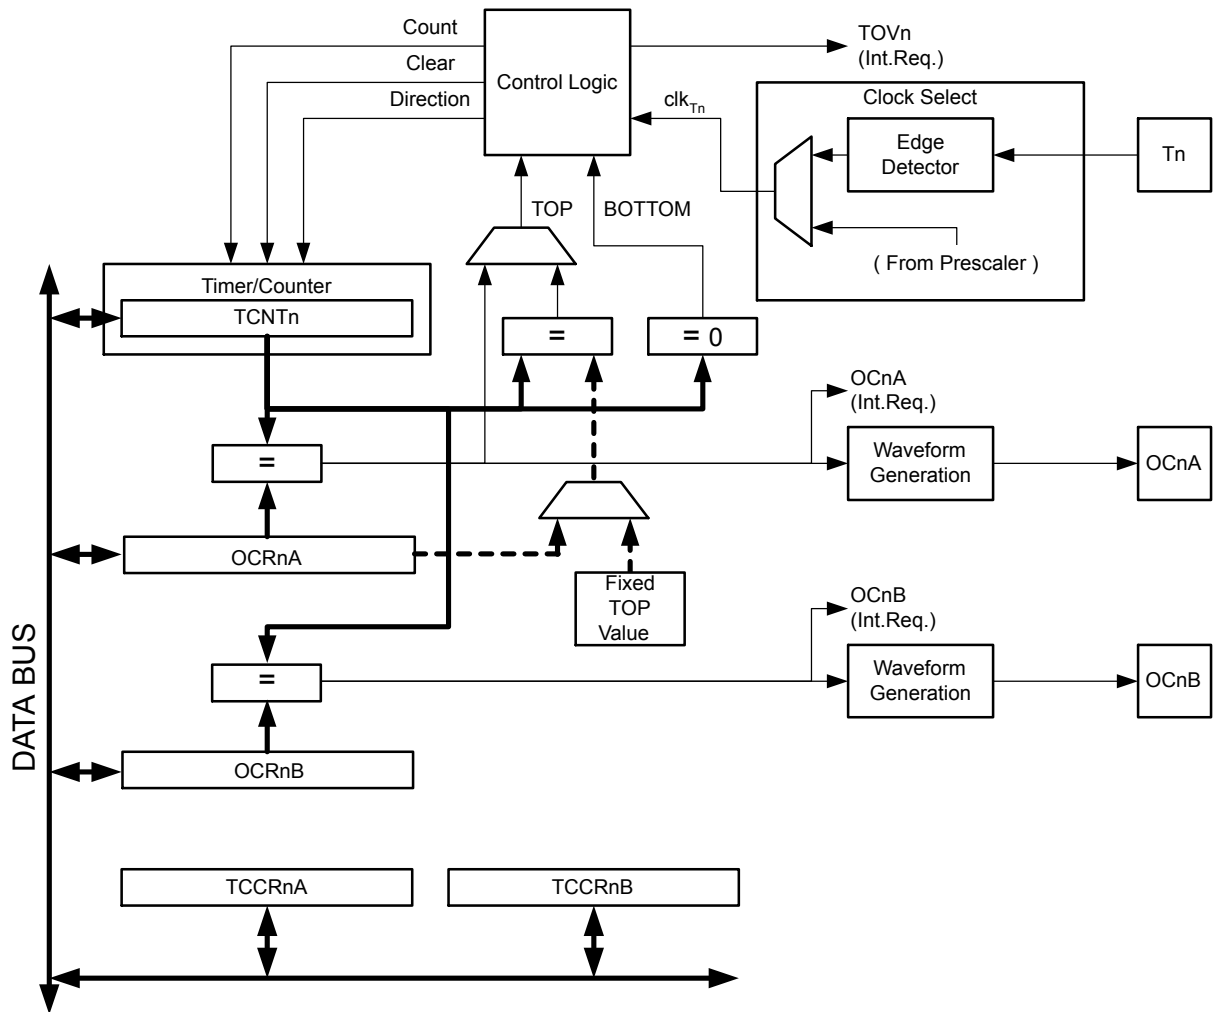 Count
Clear
Direction
Control Logic
TOVn
(Int.Req.)
clkTn
Clock Select
Edge
Detector
Tn
( From Prescaler )
TOP
BOTTOM
Timer/Counter
TCNTn
=
= 0
OCnA
(Int.Req.)
=
Waveform
Generation
OCnA
OCRnA
Fixed
TOP
Value
OCnB
(Int.Req.)
=
Waveform
Generation
OCnB
OCRnB
DATA BUS
TCCRnA
TCCRnB